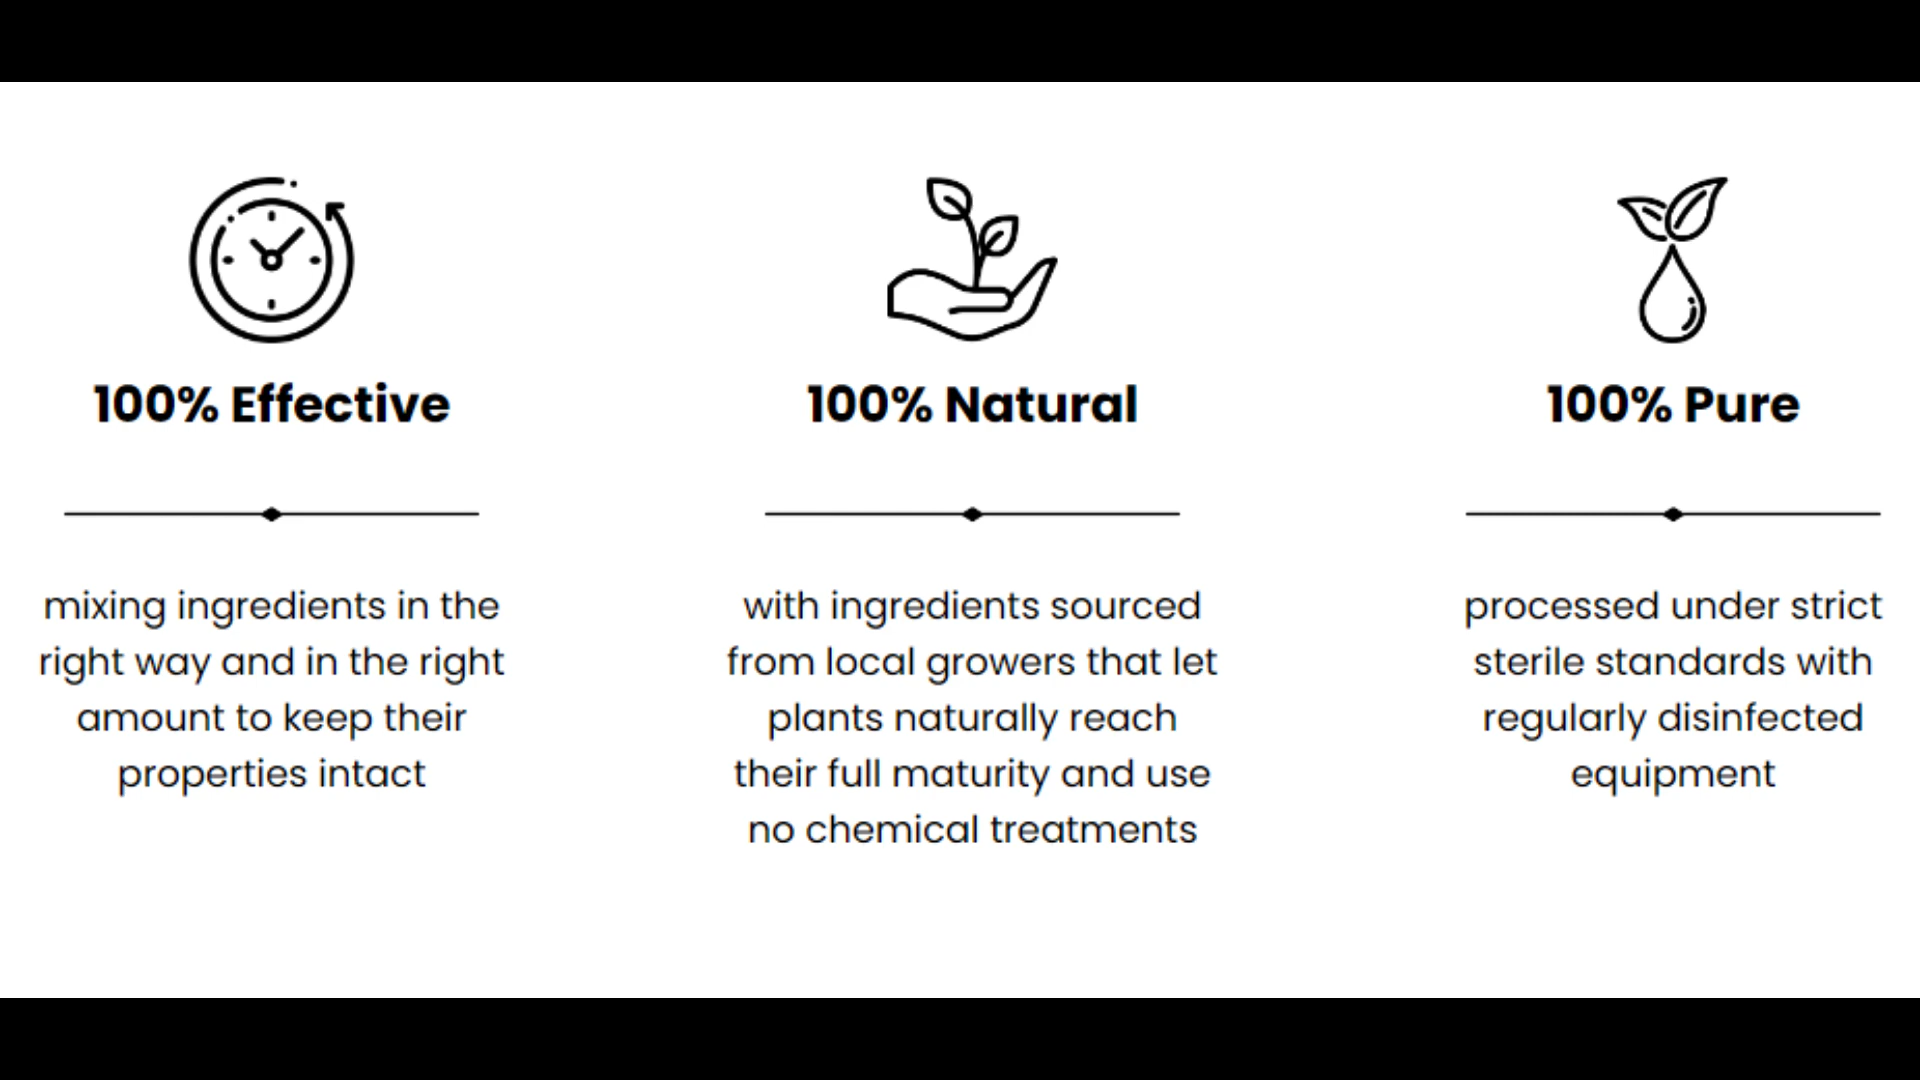 100% Effective
mixing ingredients in the
right way and in the right
amount to keep their
properties intact
100% Natural
with ingredients sourced
from local growers that let
plants naturally reach
their full maturity and use
no chemical treatments
100% Pure
processed under strict
sterile standards with
regularly disinfected
equipment